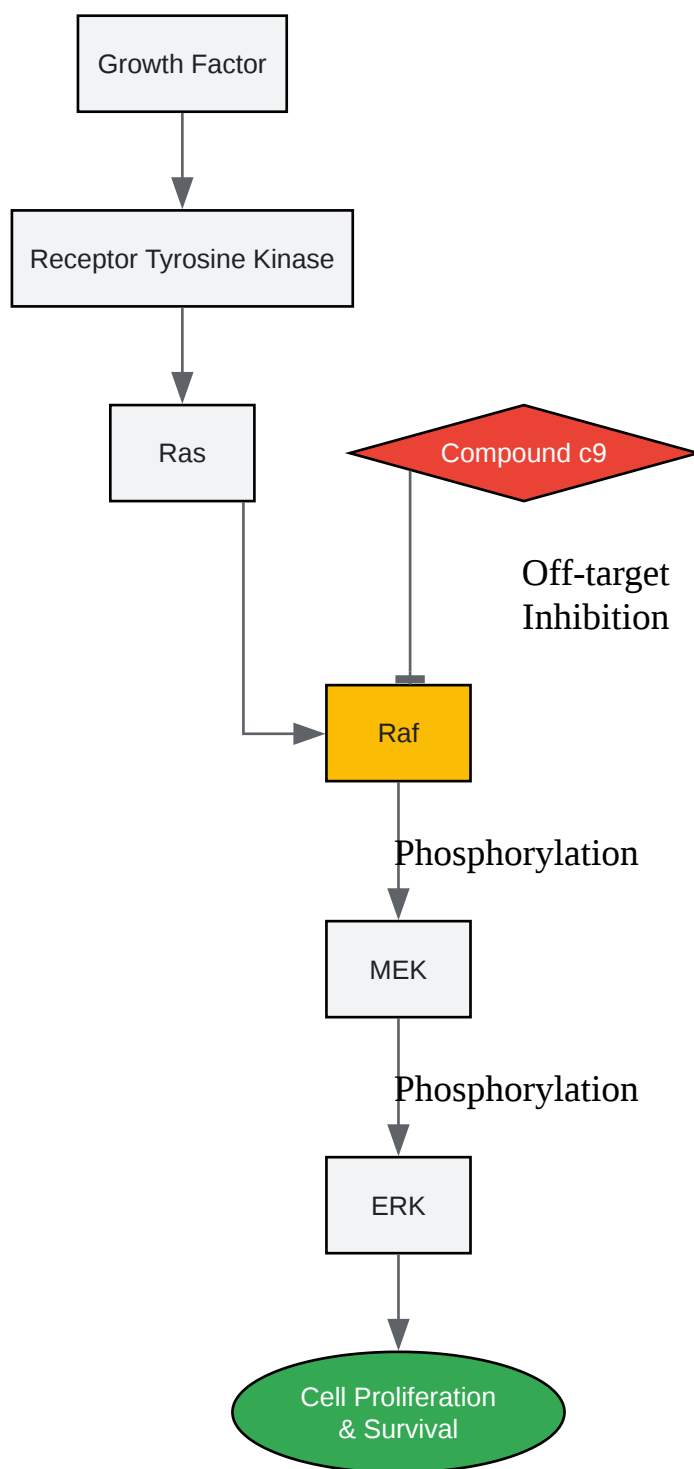 Growth Factor
Receptor Tyrosine Kinase
Ras
Compound c9
Off-target
Inhibition
Raf
Phosphorylation
MEK
Phosphorylation
ERK
Cell Proliferation
& Survival